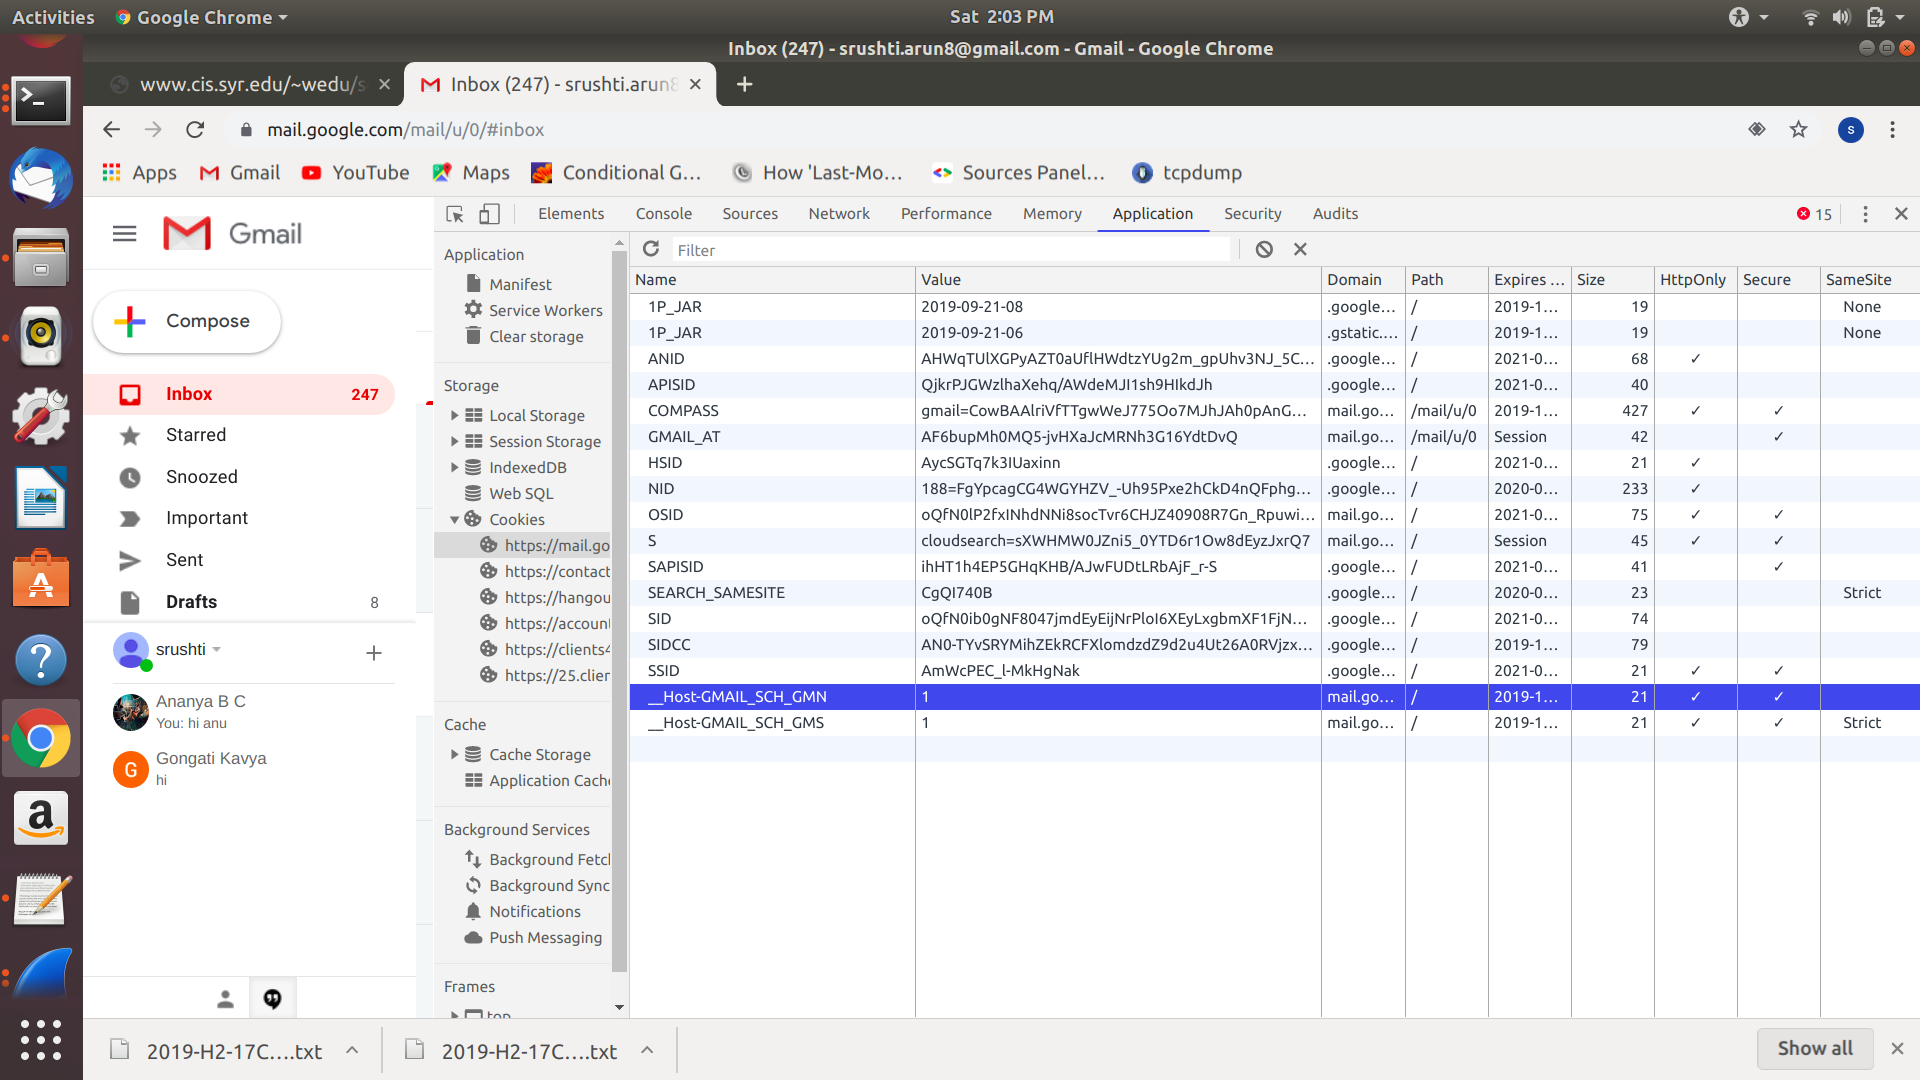 Activities
Google Chrome
Sat 2:03 PM
Inbox (247) - srushti.arun8@gmail.com - Gmail - Google Chrome
www.cis.syr.edu/~wedu/s
Inbox (247) - srushti.arun8
mail.google.com/mail/u/0/#inbox
s
Apps
Gmail
YouTube
Maps
Conditional G...
How 'Last-Mo...
Sources Panel...
tcpdump
Gmail
Compose
Inbox 247
Starred
Snoozed
Important
Sent
Drafts 8
srushti
Ananya B C
You: hi anu
G
Gongati Kavya
hi
Elements Console Sources Network Performance Memory Application Security Audits
15
Application
Manifest
Service Workers
Clear storage
Storage
Local Storage
Session Storage
IndexedDB
Web SQL
Cookies
https://mail.go
https://contact
https://hangou
https://accoun
https://clients4
https://25.clien
Cache
Cache Storage
Application Cache
Background Services
Background Fetch
Background Sync
Notifications
Push Messaging
Frames
top
Filter
Name Value Domain Path Expires ... Size HttpOnly Secure SameSite
1P_JAR 2019-09-21-08 .google... / 2019-1... 19 None
1P_JAR 2019-09-21-06 .gstatic.... / 2019-1... 19 None
ANID AHWqTUlXGPyAZT0aUflHWdtzYUg2m_gpUhv3NJ_5C... .google... / 2021-0... 68 ✓
APISID QjkrPJGWzlhaXehq/AWdeMJI1sh9HIkdJh .google... / 2021-0... 40
COMPASS gmail=CowBAAlriVfTTgwWeJ775Oo7MJhJAh0pAnG... mail.go... /mail/u/0 2019-1... 427 ✓ ✓
GMAIL_AT AF6bupMh0MQ5-jvHXaJcMRNh3G16YdtDvQ mail.go... /mail/u/0 Session 42 ✓
HSID AycSGTq7k3IUaxinn .google... / 2021-0... 21 ✓
NID 188=FgYpcagCG4WGYHZV_-Uh95Pxe2hCkD4nQFphg... .google... / 2020-0... 233 ✓
OSID oQfN0lP2fxINhdNNi8socTvr6CHJZ40908R7Gn_Rpuwi... mail.go... / 2021-0... 75 ✓ ✓
S cloudsearch=sXWHMW0JZni5_0YTD6r1Ow8dEyzJxrQ7 mail.go... / Session 45 ✓ ✓
SAPISID ihHT1h4EP5GHqKHB/AJwFUDtLRbAjF_r-S .google... / 2021-0... 41 ✓
SEARCH_SAMESITE CgQI740B .google... / 2020-0... 23 Strict
SID oQfN0ib0gNF8047jmdEyEijNrPloI6XEyLxgbmXF1FjN... .google... / 2021-0... 74
SIDCC AN0-TYvSRYMihZEkRCFXlomdzdZ9d2u4Ut26A0RVjzx... .google... / 2019-1... 79
SSID AmWcPEC_l-MkHgNak .google... / 2021-0... 21 ✓ ✓
__Host-GMAIL_SCH_GMN 1 mail.go... / 2019-1... 21 ✓ ✓
__Host-GMAIL_SCH_GMS 1 mail.go... / 2019-1... 21 ✓ ✓ Strict
2019-H2-17C....txt
2019-H2-17C....txt
Show all